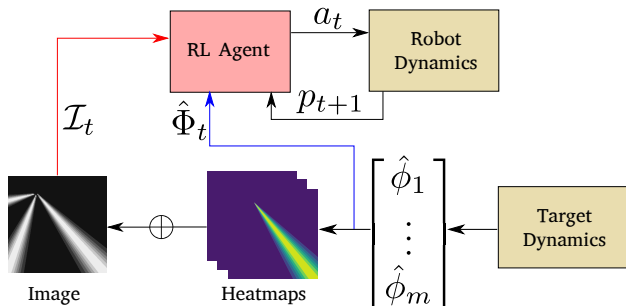 RL Agent
a_t
Robot
Dynamics
p_{t+1}
\mathcal{I}_t
\hat{\Phi}_t
\hat{\phi}_1
⋮
\hat{\phi}_m
Target
Dynamics
Image
Heatmaps